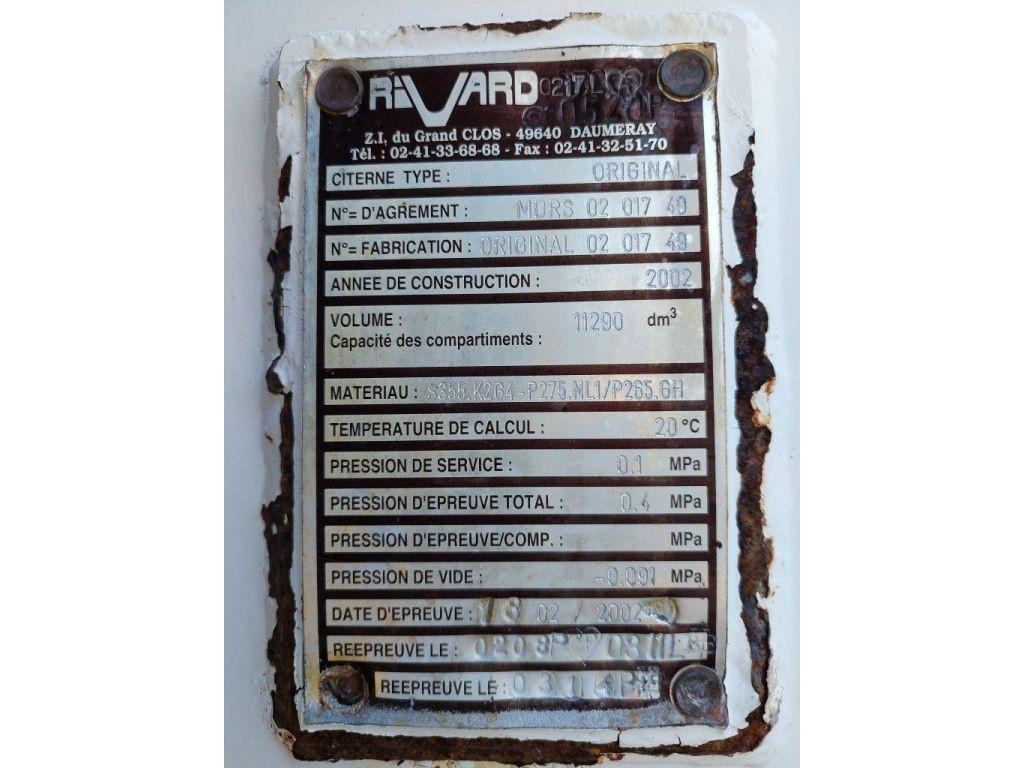 RIVARD
Z.I. du Grand CLOS - 49640 DAUMERAY
Tél. : 02-41-33-68-68 - Fax : 02-41-32-51-70
CITERNE TYPE : ORIGINAL
N°= D'AGREMENT : MORS 02 017 49
N°= FABRICATION : ORIGINAL 02 017 49
ANNEE DE CONSTRUCTION : 2002
VOLUME : 11290 dm³
Capacité des compartiments :
MATERIAU : S355.K2G4-P275.NL1/P265.GH
TEMPERATURE DE CALCUL : 20 °C
PRESSION DE SERVICE : 0.1 MPa
PRESSION D'EPREUVE TOTAL : 0.4 MPa
PRESSION D'EPREUVE/COMP. : MPa
PRESSION DE VIDE : -0.091 MPa
DATE D'EPREUVE : 02 / 2002
REEPREUVE LE : 0208P
REEPREUVE LE :